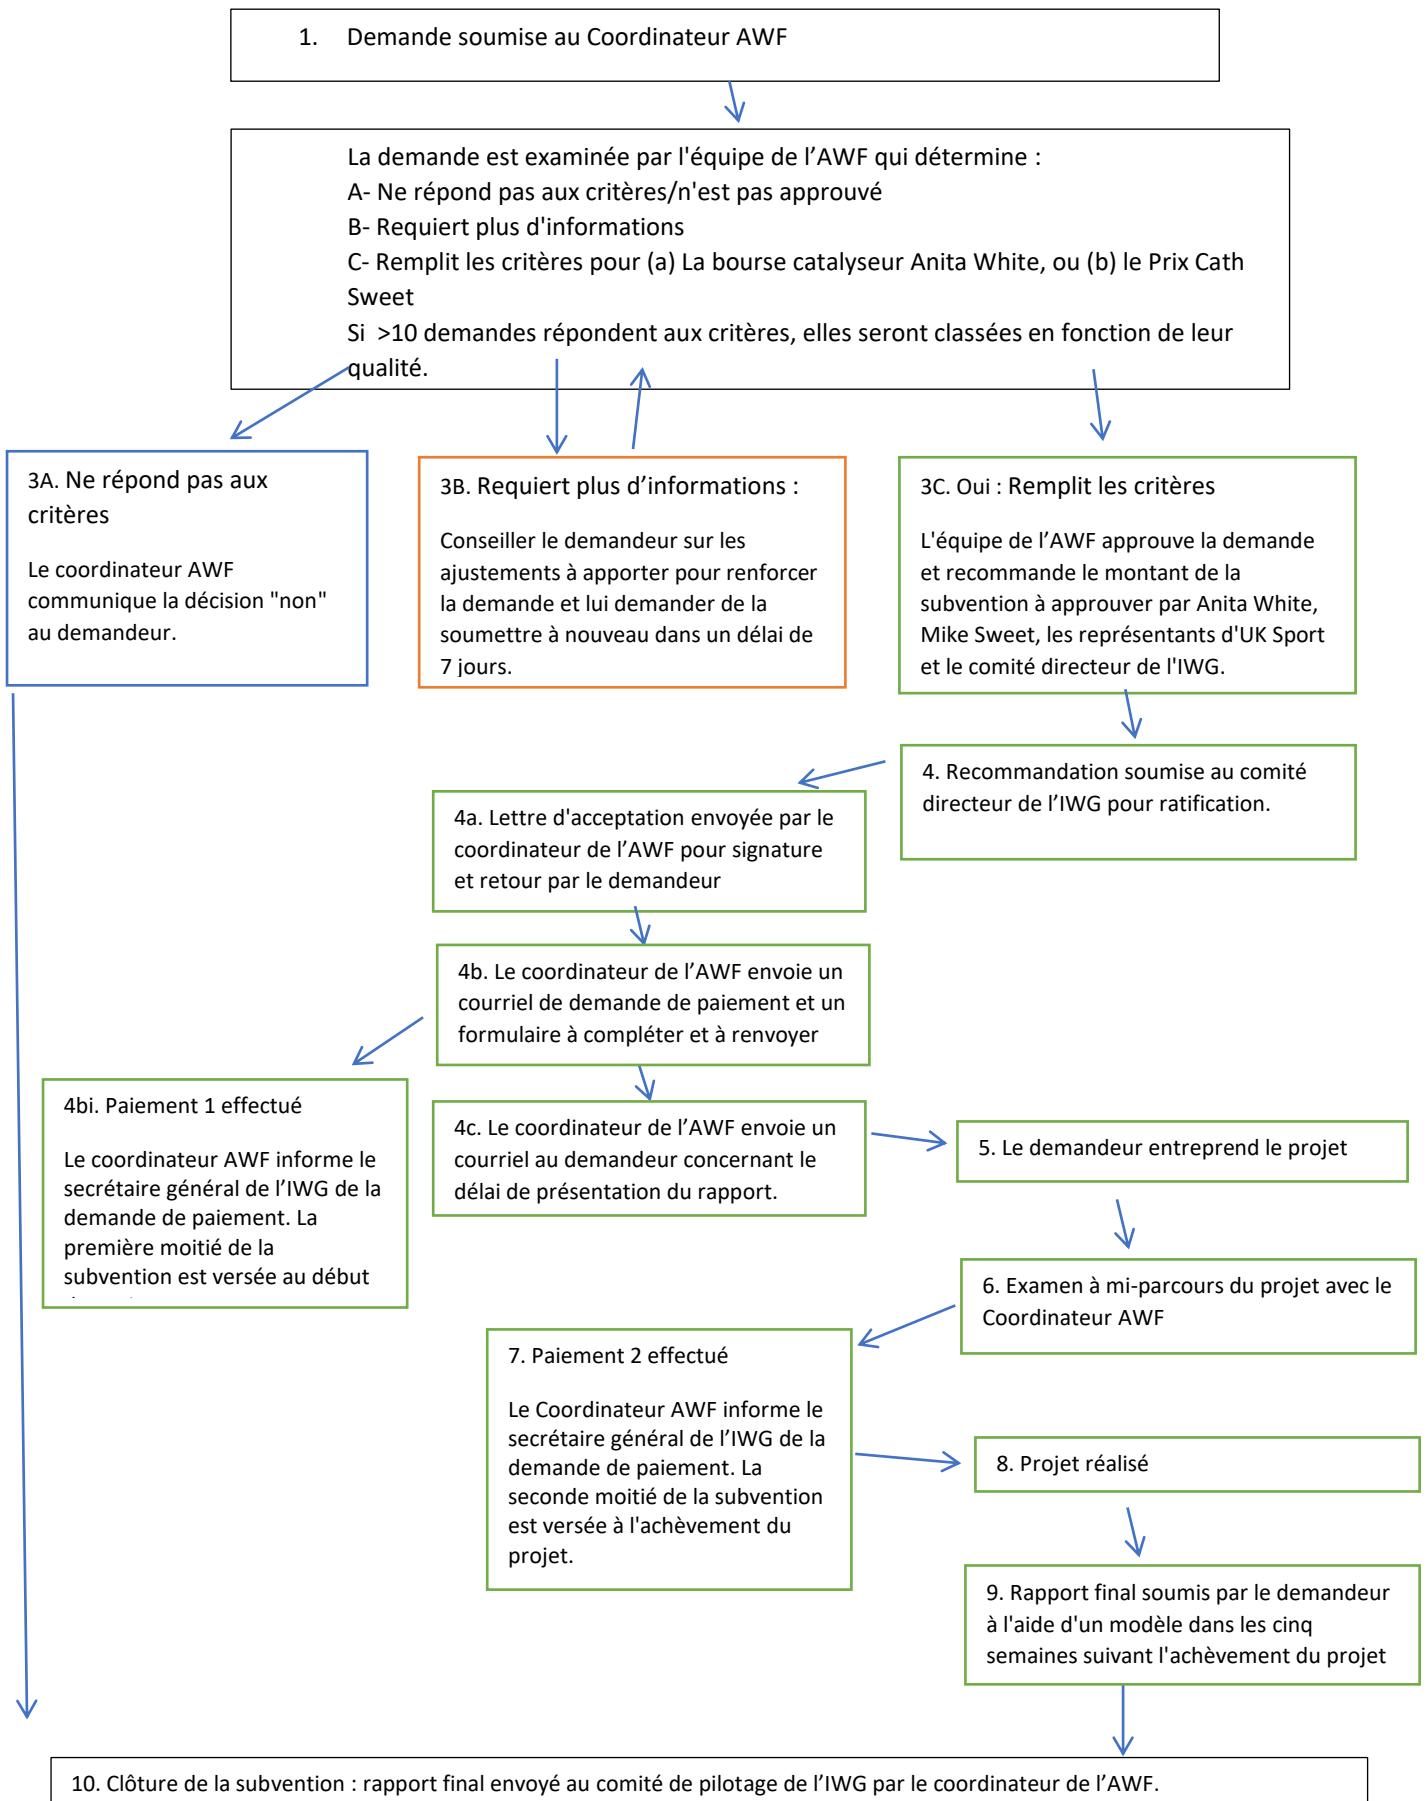 1. Demande soumise au Coordinateur AWF
La demande est examinée par l'équipe de l’AWF qui détermine :
A- Ne répond pas aux critères/n'est pas approuvé
B- Requiert plus d'informations
C- Remplit les critères pour (a) La bourse catalyseur Anita White, ou (b) le Prix Cath
Sweet
Si >10 demandes répondent aux critères, elles seront classées en fonction de leur
qualité.
3A. Ne répond pas aux
critères
Le coordinateur AWF
communique la décision "non"
au demandeur.
3B. Requiert plus d’informations :
Conseiller le demandeur sur les
ajustements à apporter pour renforcer
la demande et lui demander de la
soumettre à nouveau dans un délai de
7 jours.
3C. Oui : Remplit les critères
L'équipe de l’AWF approuve la demande
et recommande le montant de la
subvention à approuver par Anita White,
Mike Sweet, les représentants d'UK Sport
et le comité directeur de l'IWG.
4. Recommandation soumise au comité
directeur de l’IWG pour ratification.
4a. Lettre d'acceptation envoyée par le
coordinateur de l’AWF pour signature
et retour par le demandeur
4b. Le coordinateur de l’AWF envoie un
courriel de demande de paiement et un
formulaire à compléter et à renvoyer
4bi. Paiement 1 effectué
Le coordinateur AWF informe le
secrétaire général de l’IWG de la
demande de paiement. La
première moitié de la
subvention est versée au début
4c. Le coordinateur de l’AWF envoie un
courriel au demandeur concernant le
délai de présentation du rapport.
5. Le demandeur entreprend le projet
6. Examen à mi-parcours du projet avec le
Coordinateur AWF
7. Paiement 2 effectué
Le Coordinateur AWF informe le
secrétaire général de l’IWG de la
demande de paiement. La
seconde moitié de la subvention
est versée à l'achèvement du
projet.
8. Projet réalisé
9. Rapport final soumis par le demandeur
à l'aide d'un modèle dans les cinq
semaines suivant l'achèvement du projet
10. Clôture de la subvention : rapport final envoyé au comité de pilotage de l’IWG par le coordinateur de l’AWF.